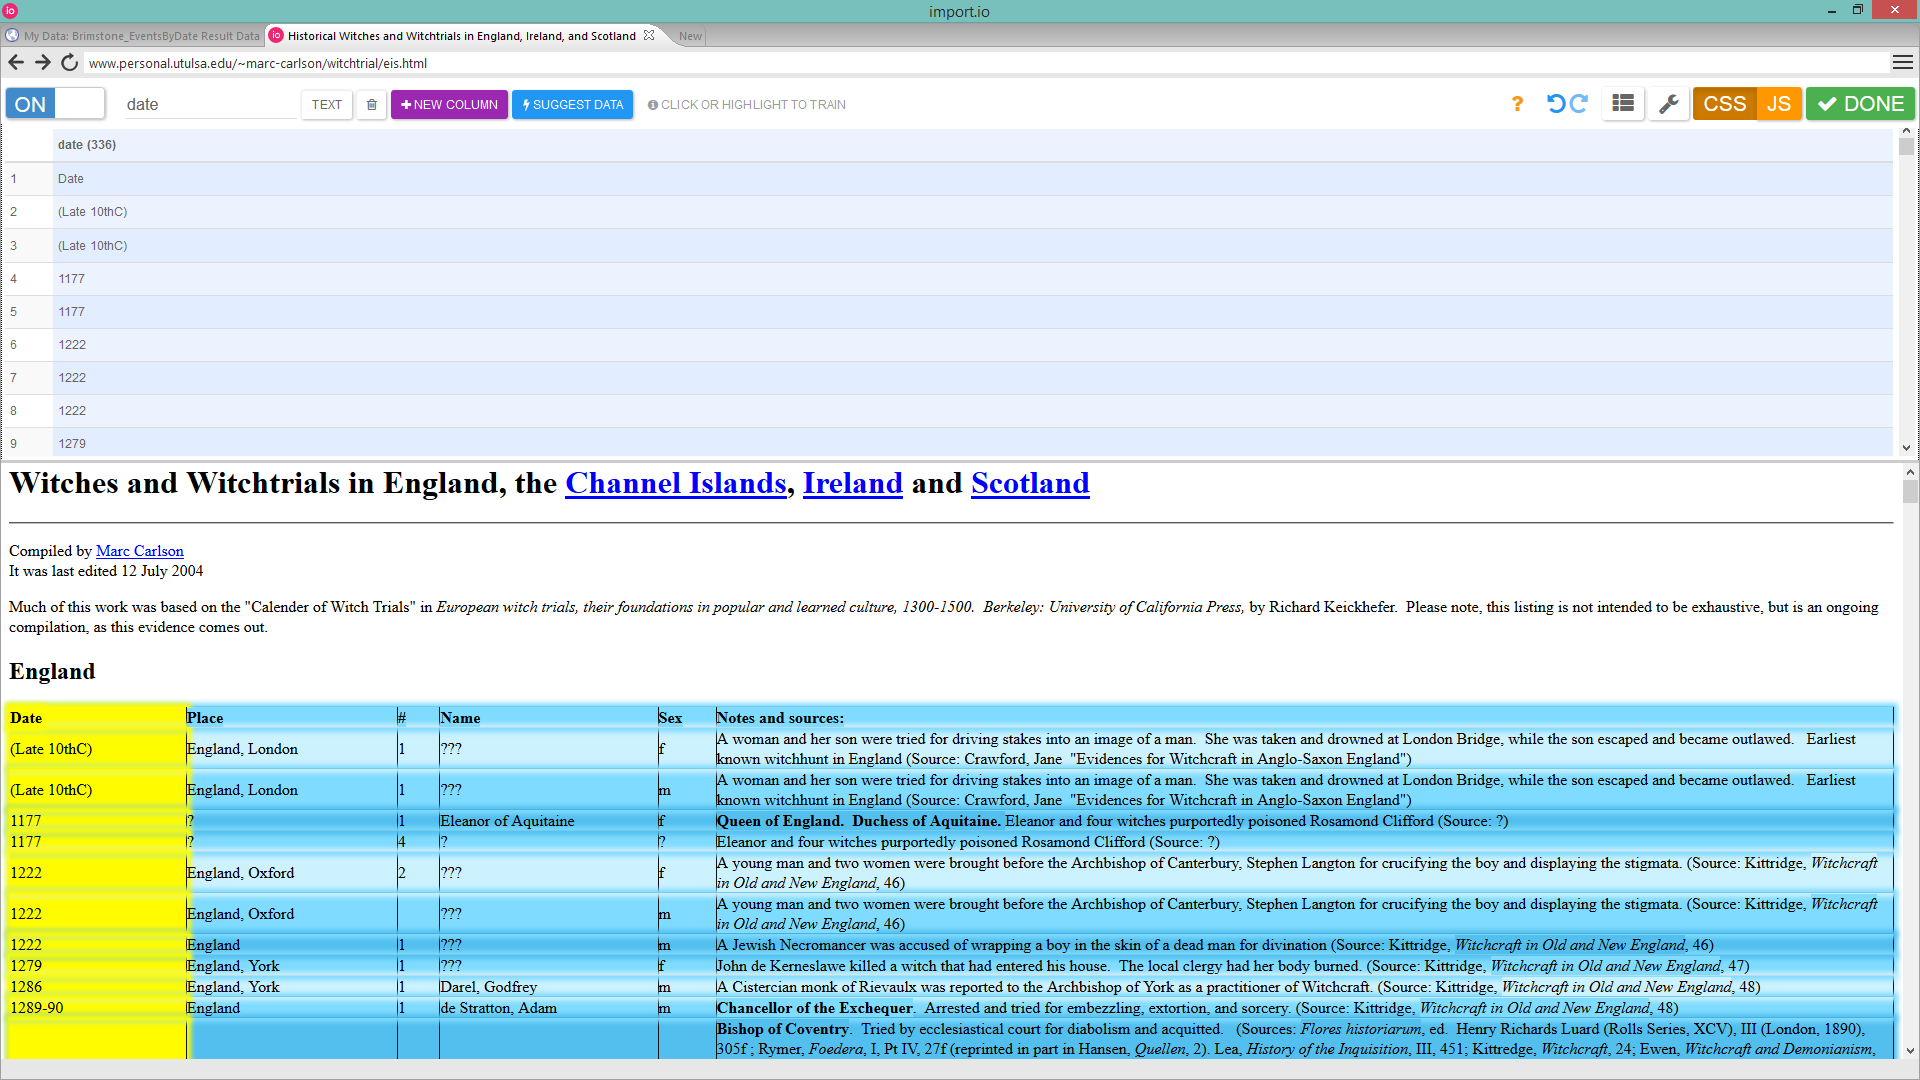 io import.io
My Data: Brimstone_EventsByDate Result Data io Historical Witches and Witchtrials in England, Ireland, and Scotland New
www.personal.utulsa.edu/~marc-carlson/witchtrial/eis.html
ON date TEXT NEW COLUMN SUGGEST DATA CLICK OR HIGHLIGHT TO TRAIN ? CSS JS DONE
date (336)
1 Date
2 (Late 10thC)
3 (Late 10thC)
4 1177
5 1177
6 1222
7 1222
8 1222
9 1279
Witches and Witchtrials in England, the Channel Islands, Ireland and Scotland
Compiled by Marc Carlson
It was last edited 12 July 2004
Much of this work was based on the "Calender of Witch Trials" in European witch trials, their foundations in popular and learned culture, 1300-1500. Berkeley: University of California Press, by Richard Keickhefer. Please note, this listing is not intended to be exhaustive, but is an ongoing
compilation, as this evidence comes out.
England
Date Place # Name Sex Notes and sources:
(Late 10thC) England, London 1 ??? f A woman and her son were tried for driving stakes into an image of a man. She was taken and drowned at London Bridge, while the son escaped and became outlawed. Earliest
known witchhunt in England (Source: Crawford, Jane "Evidences for Witchcraft in Anglo-Saxon England")
(Late 10thC) England, London 1 ??? m A woman and her son were tried for driving stakes into an image of a man. She was taken and drowned at London Bridge, while the son escaped and became outlawed. Earliest
known witchhunt in England (Source: Crawford, Jane "Evidences for Witchcraft in Anglo-Saxon England")
1177 ? 1 Eleanor of Aquitaine f Queen of England. Duchess of Aquitaine. Eleanor and four witches purportedly poisoned Rosamond Clifford (Source: ?)
1177 ? 4 ? ? Eleanor and four witches purportedly poisoned Rosamond Clifford (Source: ?)
1222 England, Oxford 2 ??? f A young man and two women were brought before the Archbishop of Canterbury, Stephen Langton for crucifying the boy and displaying the stigmata. (Source: Kittridge, Witchcraft
in Old and New England, 46)
1222 England, Oxford ??? m A young man and two women were brought before the Archbishop of Canterbury, Stephen Langton for crucifying the boy and displaying the stigmata. (Source: Kittridge, Witchcraft
in Old and New England, 46)
1222 England 1 ??? m A Jewish Necromancer was accused of wrapping a boy in the skin of a dead man for divination (Source: Kittridge, Witchcraft in Old and New England, 46)
1279 England, York 1 ??? f John de Kerneslawe killed a witch that had entered his house. The local clergy had her body burned. (Source: Kittridge, Witchcraft in Old and New England, 47)
1286 England, York 1 Darel, Godfrey m A Cistercian monk of Rievaulx was reported to the Archbishop of York as a practitioner of Witchcraft. (Source: Kittridge, Witchcraft in Old and New England, 48)
1289-90 England 1 de Stratton, Adam m Chancellor of the Exchequer. Arrested and tried for embezzling, extortion, and sorcery. (Source: Kittridge, Witchcraft in Old and New England, 48)
Bishop of Coventry. Tried by ecclesiastical court for diabolism and acquitted. (Sources: Flores historiarum, ed. Henry Richards Luard (Rolls Series, XCV), III (London, 1890),
305f ; Rymer, Foedera, I, Pt IV, 27f (reprinted in part in Hansen, Quellen, 2). Lea, History of the Inquisition, III, 451; Kittredge, Witchcraft, 24; Ewen, Witchcraft and Demonianism,